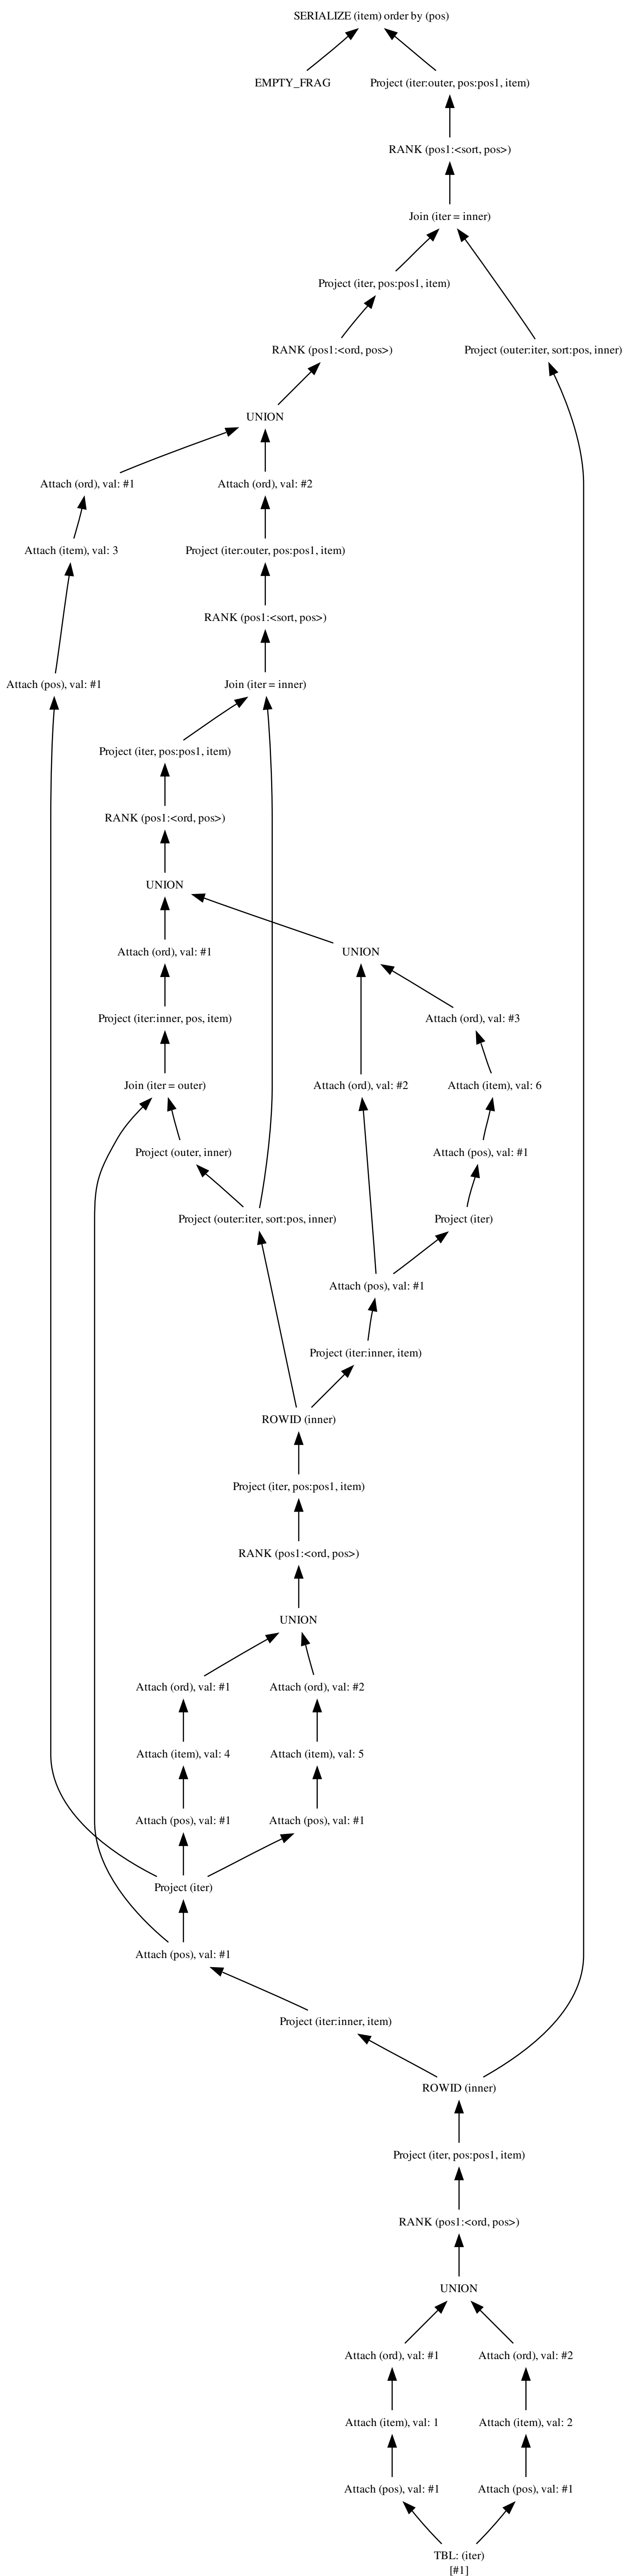 SERIALIZE (item) order by (pos)
EMPTY_FRAG
Project (iter:outer, pos:pos1, item)
RANK (pos1:<sort, pos>)
Join (iter = inner)
Project (iter, pos:pos1, item)
RANK (pos1:<ord, pos>)
Project (outer:iter, sort:pos, inner)
UNION
Attach (ord), val: #1
Attach (ord), val: #2
Attach (item), val: 3
Project (iter:outer, pos:pos1, item)
RANK (pos1:<sort, pos>)
Attach (pos), val: #1
Join (iter = inner)
Project (iter, pos:pos1, item)
RANK (pos1:<ord, pos>)
UNION
Attach (ord), val: #1
UNION
Project (iter:inner, pos, item)
Attach (ord), val: #3
Join (iter = outer)
Attach (ord), val: #2
Attach (item), val: 6
Project (outer, inner)
Attach (pos), val: #1
Project (outer:iter, sort:pos, inner)
Project (iter)
Attach (pos), val: #1
Project (iter:inner, item)
ROWID (inner)
Project (iter, pos:pos1, item)
RANK (pos1:<ord, pos>)
UNION
Attach (ord), val: #1
Attach (ord), val: #2
Attach (item), val: 4
Attach (item), val: 5
Attach (pos), val: #1
Attach (pos), val: #1
Project (iter)
Attach (pos), val: #1
Project (iter:inner, item)
ROWID (inner)
Project (iter, pos:pos1, item)
RANK (pos1:<ord, pos>)
UNION
Attach (ord), val: #1
Attach (ord), val: #2
Attach (item), val: 1
Attach (item), val: 2
Attach (pos), val: #1
Attach (pos), val: #1
TBL: (iter)
[#1]